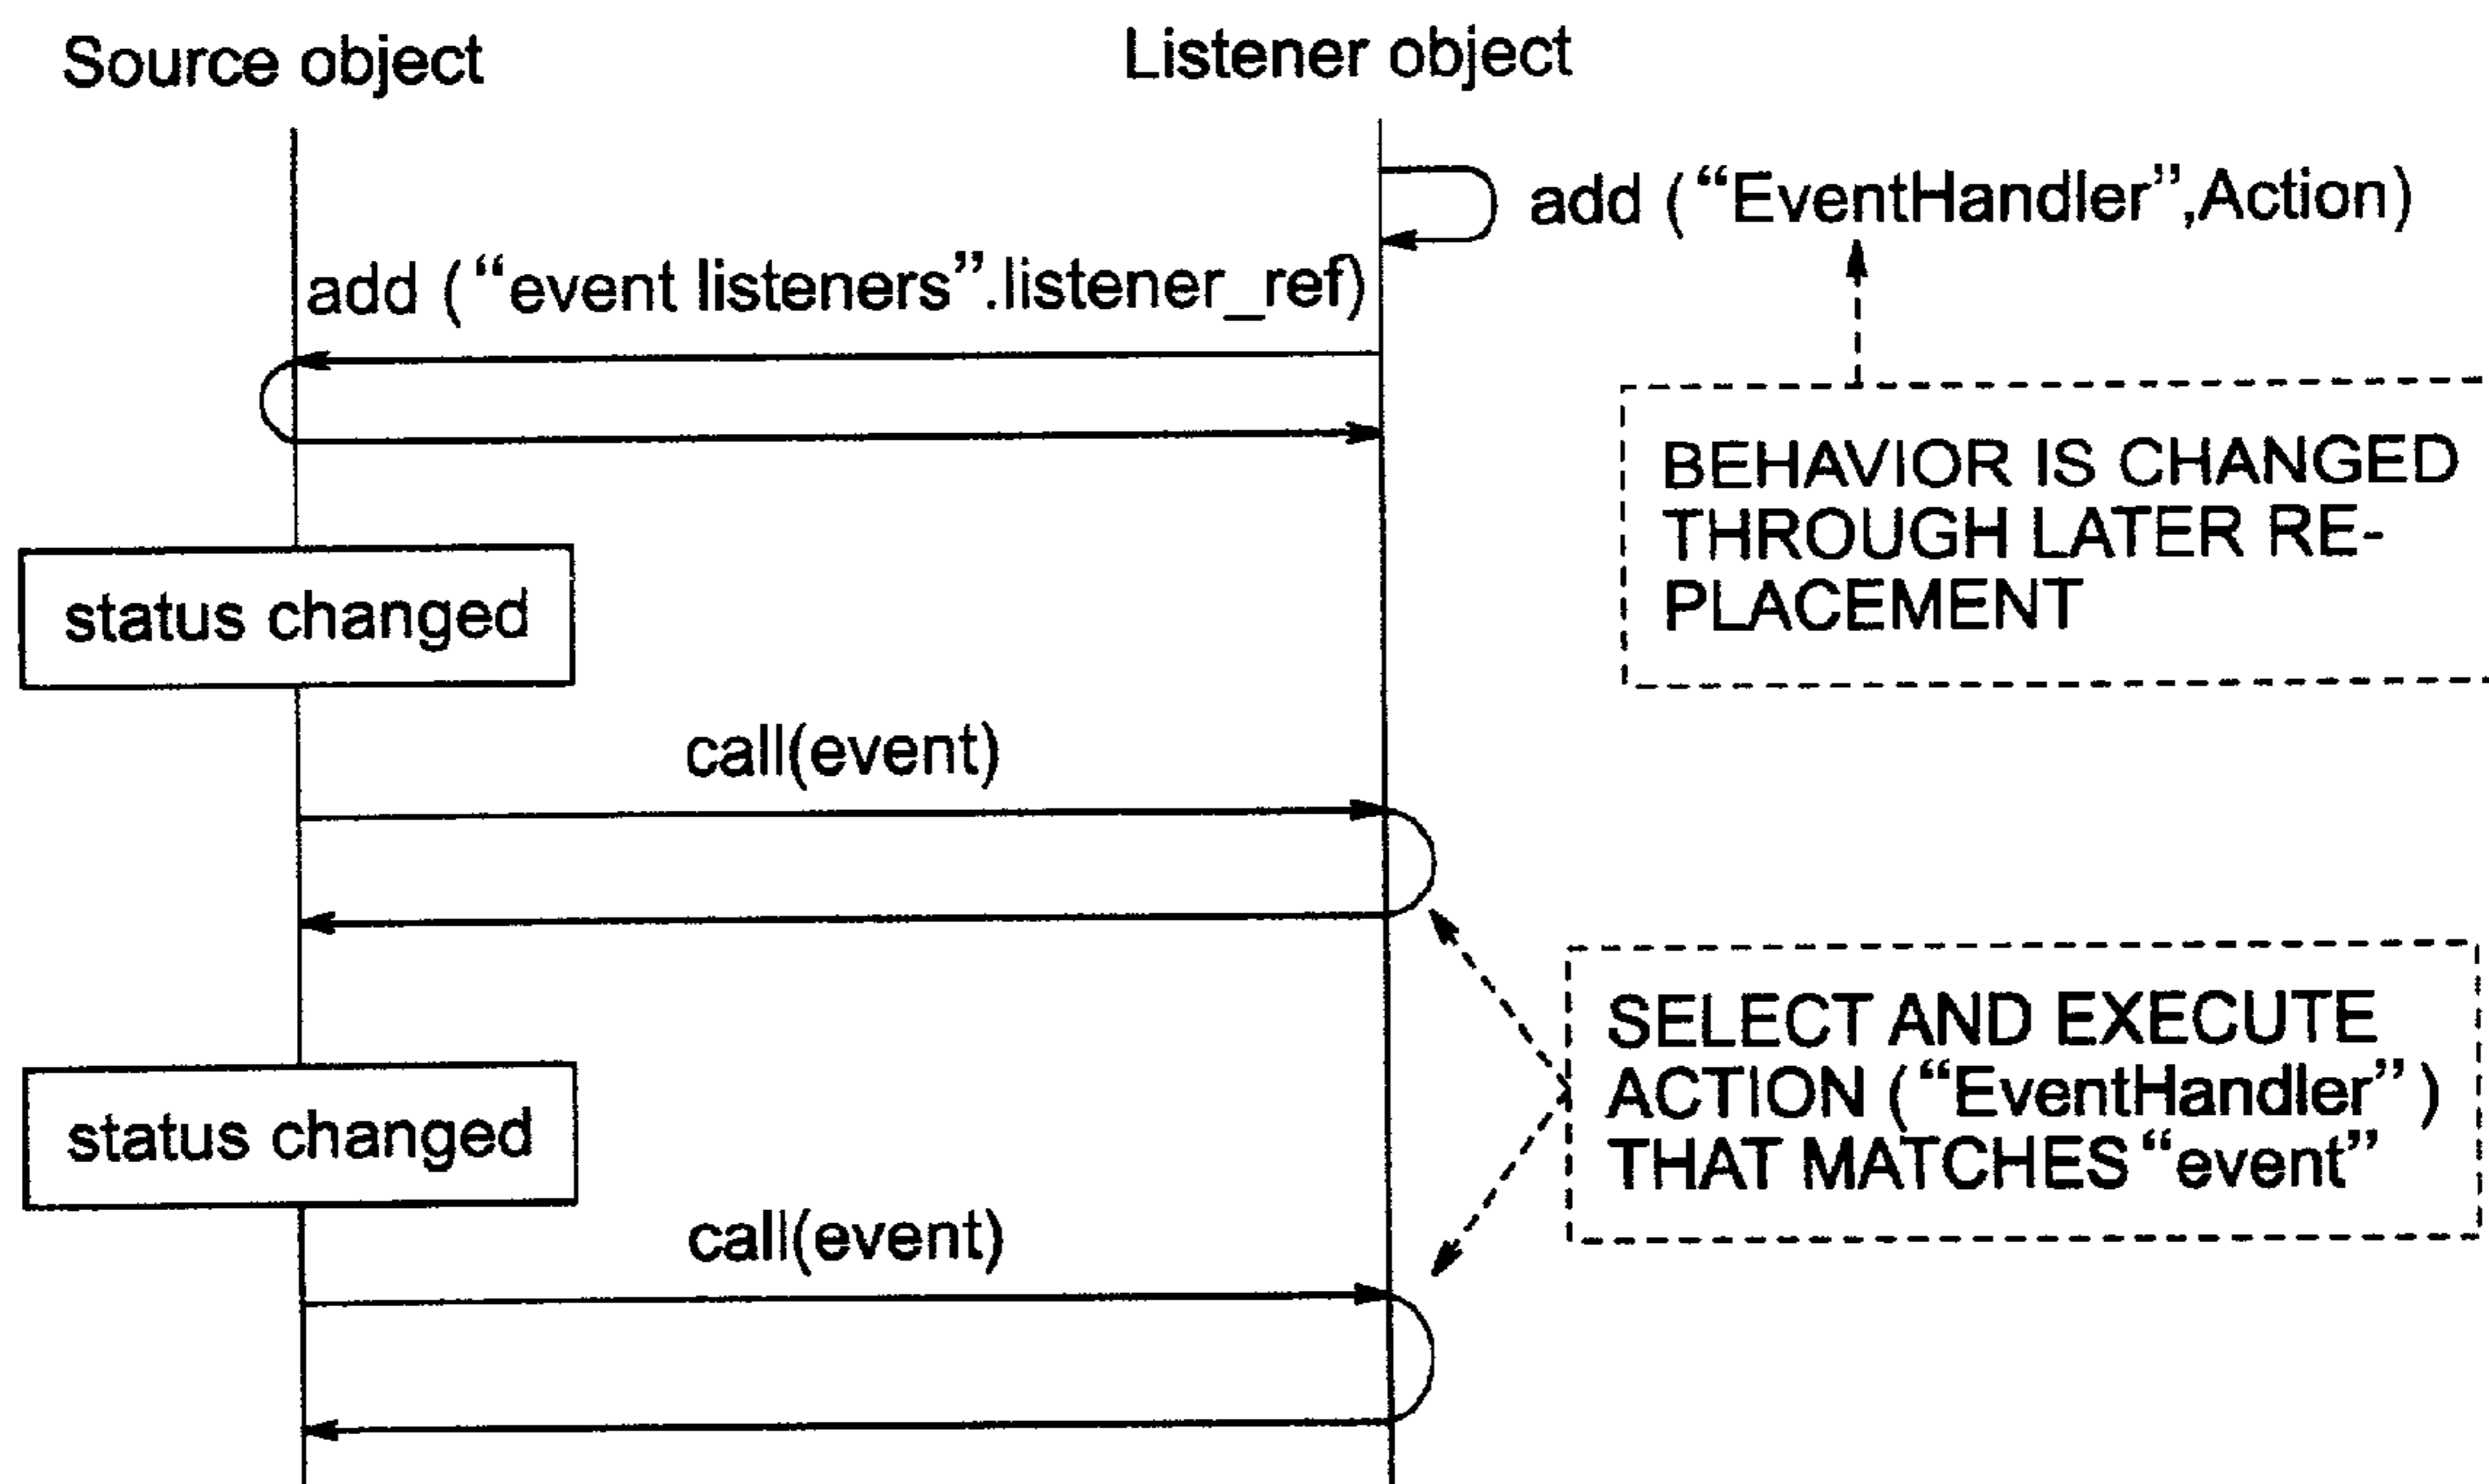 Source object
Listener object
add (“EventHandler”,Action)
add (“event listeners”.listener_ref)
BEHAVIOR IS CHANGED
THROUGH LATER RE-
PLACEMENT
status changed
call(event)
SELECT AND EXECUTE
ACTION (“EventHandler”)
THAT MATCHES “event”
status changed
call(event)